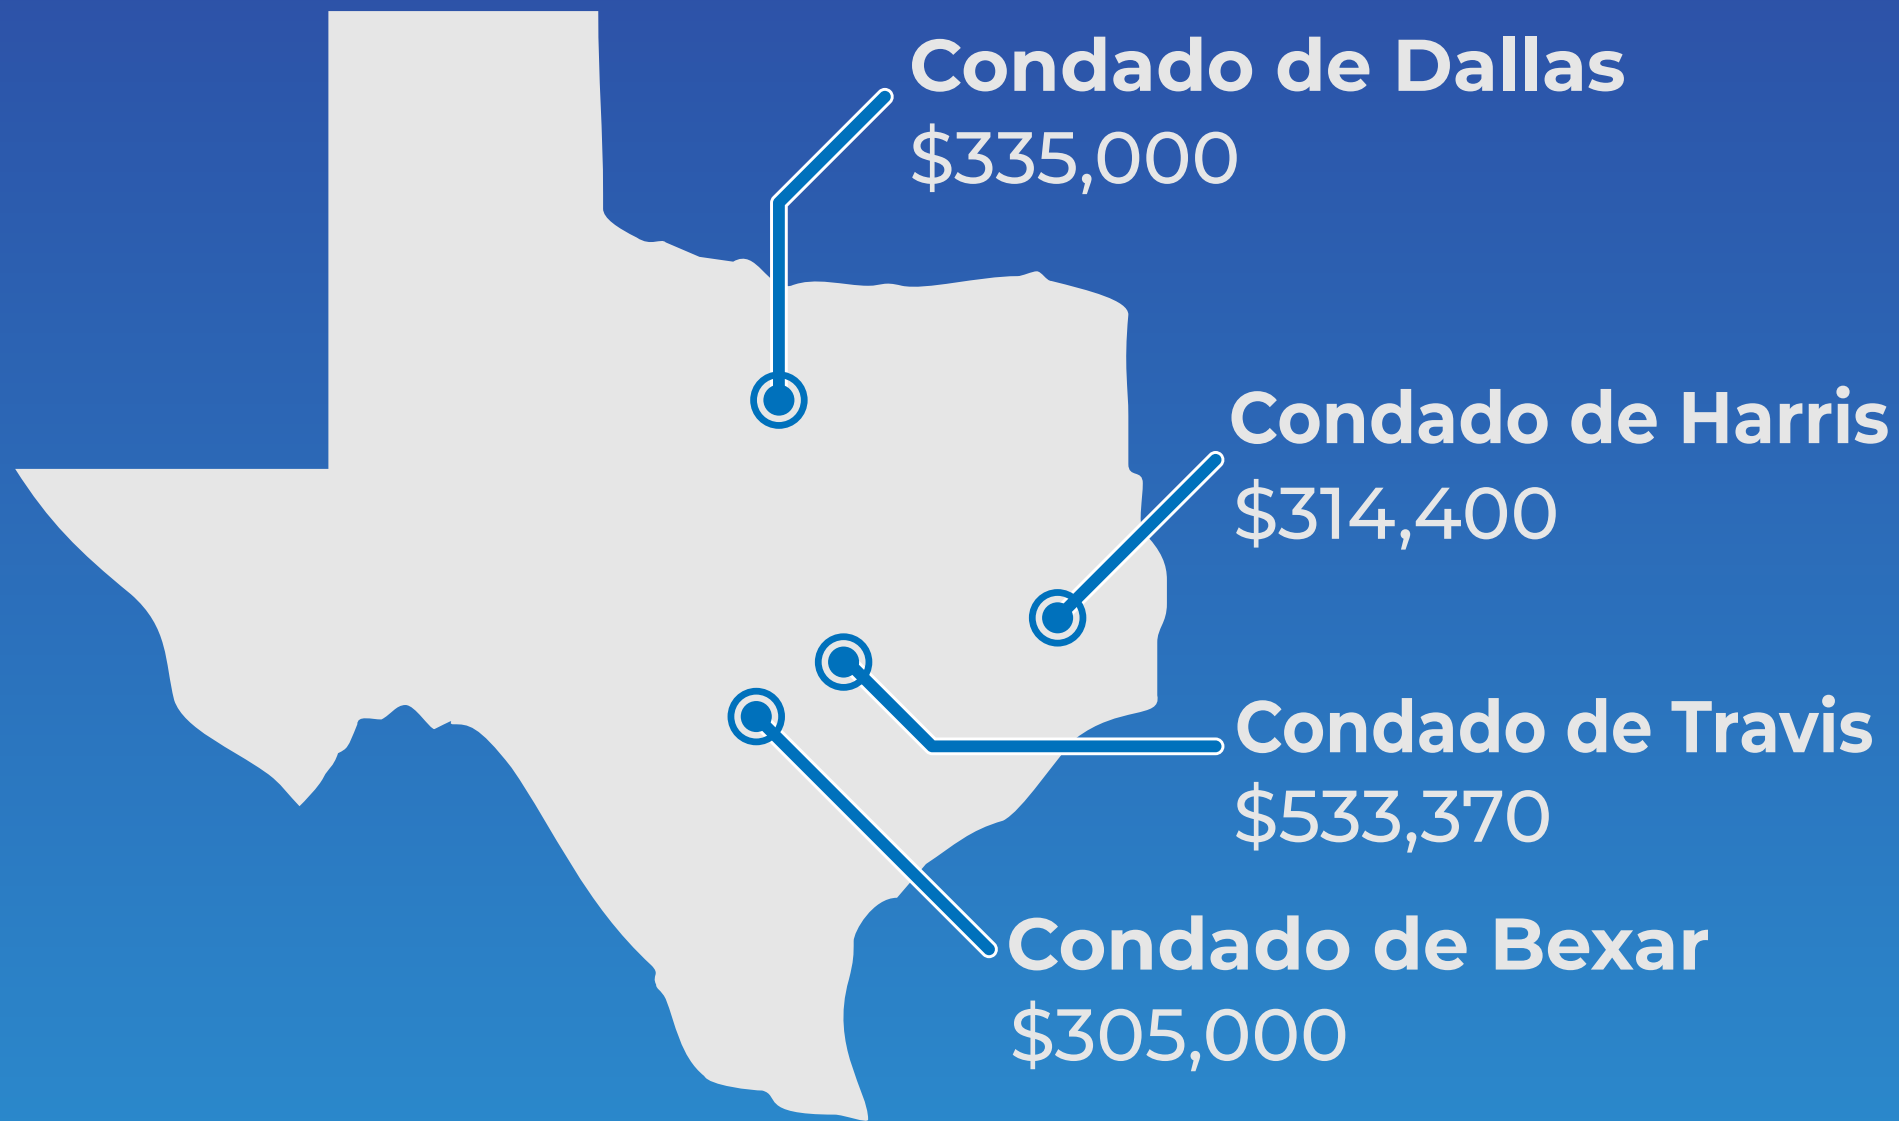 Condado de Dallas
$335,000
Condado de Harris
$314,400
Condado de Travis
$533,370
Condado de Bexar
$305,000